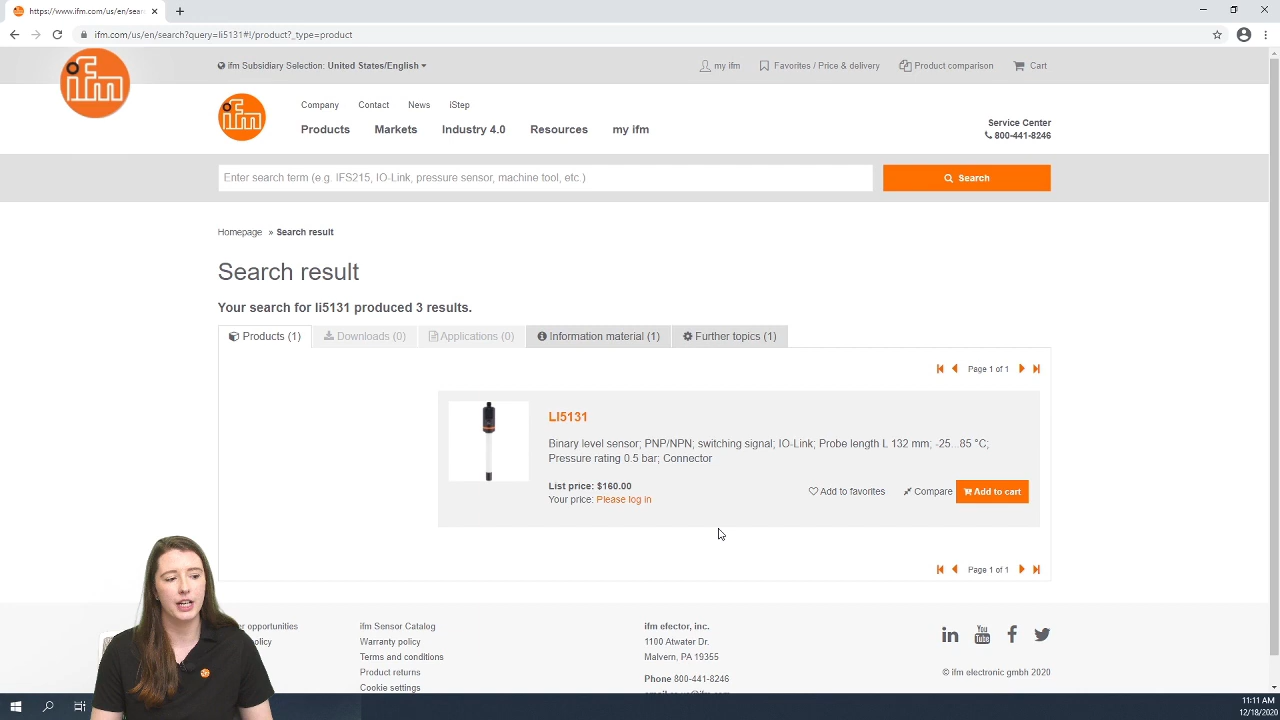 https://www.ifm.com/us/en/sear
ifm.com/us/en/search?query=li5131#!/product?_type=product
ifm
ifm Subsidiary Selection: United States/English
my ifm
Favorites / Price & delivery
Product comparison
Cart
ifm
Company
Contact
News
iStep
Products
Markets
Industry 4.0
Resources
my ifm
Service Center
800-441-8246
Enter search term (e.g. IFS215, IO-Link, pressure sensor, machine tool, etc.)
Search
Homepage » Search result
Search result
Your search for li5131 produced 3 results.
Products (1)
Downloads (0)
Applications (0)
Information material (1)
Further topics (1)
Page 1 of 1
LI5131
Binary level sensor; PNP/NPN; switching signal; IO-Link; Probe length L 132 mm; -25...85 °C;
Pressure rating 0.5 bar; Connector
List price: $160.00
Your price: Please log in
Add to favorites
Compare
Add to cart
Page 1 of 1
opportunities
policy
ifm Sensor Catalog
Warranty policy
Terms and conditions
Product returns
Cookie settings
ifm efector, inc.
1100 Atwater Dr.
Malvern, PA 19355
Phone 800-441-8246
in
You Tube
© ifm electronic gmbh 2020
11:11 AM
12/18/2020